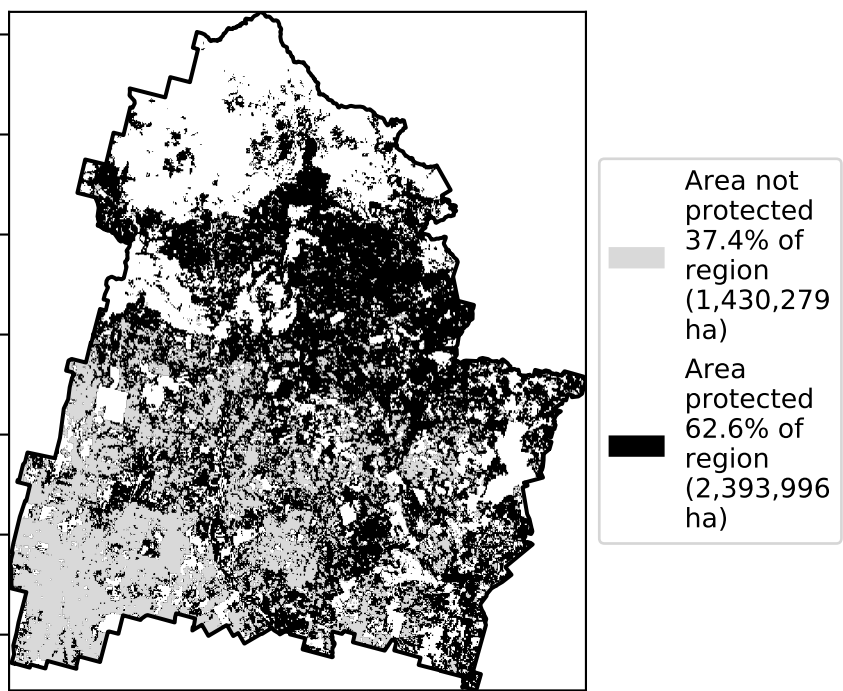 Area not
protected
37.4% of
region
(1,430,279
ha)
Area
protected
62.6% of
region
(2,393,996
ha)